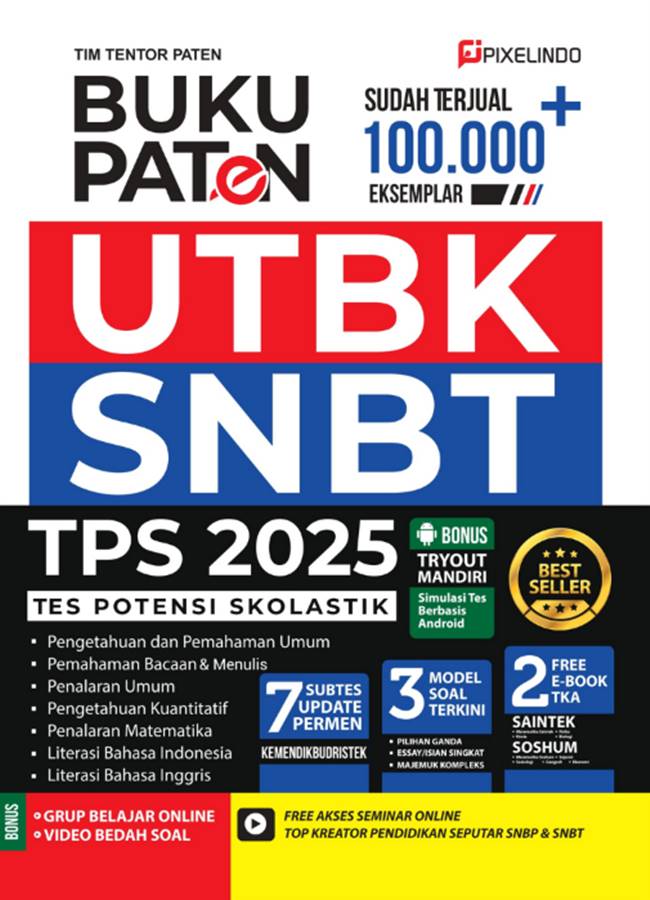 TIM TENTOR PATEN
PIXELINDO
BUKU
PATeN
SUDAH TERJUAL
100.000+
EKSEMPLAR
UTBK
SNBT
TPS 2025
TES POTENSI SKOLASTIK
BONUS
TRYOUT
MANDIRI
Simulasi Tes
Berbasis
Android
BEST
SELLER
▪ Pengetahuan dan Pemahaman Umum
▪ Pemahaman Bacaan & Menulis
▪ Penalaran Umum
▪ Pengetahuan Kuantitatif
▪ Penalaran Matematika
▪ Literasi Bahasa Indonesia
▪ Literasi Bahasa Inggris
7 SUBTES
UPDATE
PERMEN
KEMENDIKBUDRISTEK
3 MODEL
SOAL
TERKINI
• PILIHAN GANDA
• ESSAY/ISIAN SINGKAT
• MAJEMUK KOMPLEKS
2 FREE
E-BOOK
TKA
SAINTEK
SOSHUM
BONUS
GRUP BELAJAR ONLINE
VIDEO BEDAH SOAL
FREE AKSES SEMINAR ONLINE
TOP KREATOR PENDIDIKAN SEPUTAR SNBP & SNBT